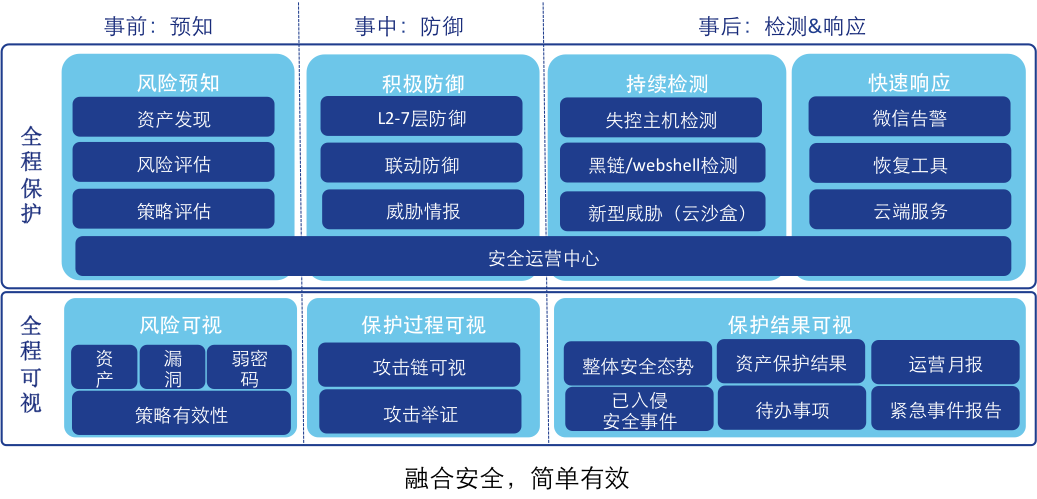 事前：预知
事中：防御
事后：检测&响应
全程保护
风险预知
资产发现
风险评估
策略评估
积极防御
L2-7层防御
联动防御
威胁情报
持续检测
失控主机检测
黑链/webshell检测
新型威胁（云沙盒）
快速响应
微信告警
恢复工具
云端服务
安全运营中心
全程可视
风险可视
资产
漏洞
弱密码
策略有效性
保护过程可视
攻击链可视
攻击举证
保护结果可视
整体安全态势
资产保护结果
运营月报
已入侵
安全事件
待办事项
紧急事件报告
融合安全，简单有效